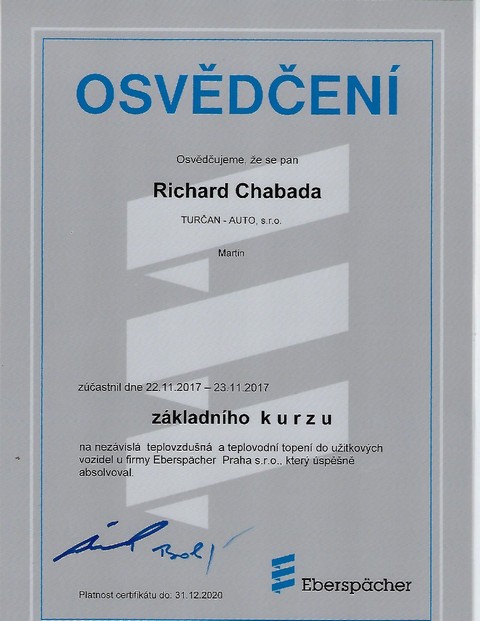 OSVĚDČENÍ
Osvědčujeme, že se pan
Richard Chabada
TURČAN - AUTO, s.r.o.
Martin
zúčastnil dne 22.11.2017 – 23.11.2017
základního k u r z u
na nezávislá teplovzdušná a teplovodní topení do užitkových
vozidel u firmy Eberspächer Praha s.r.o., který úspěšně
absolvoval.
Platnost certifikátu do: 31.12.2020
Eberspächer